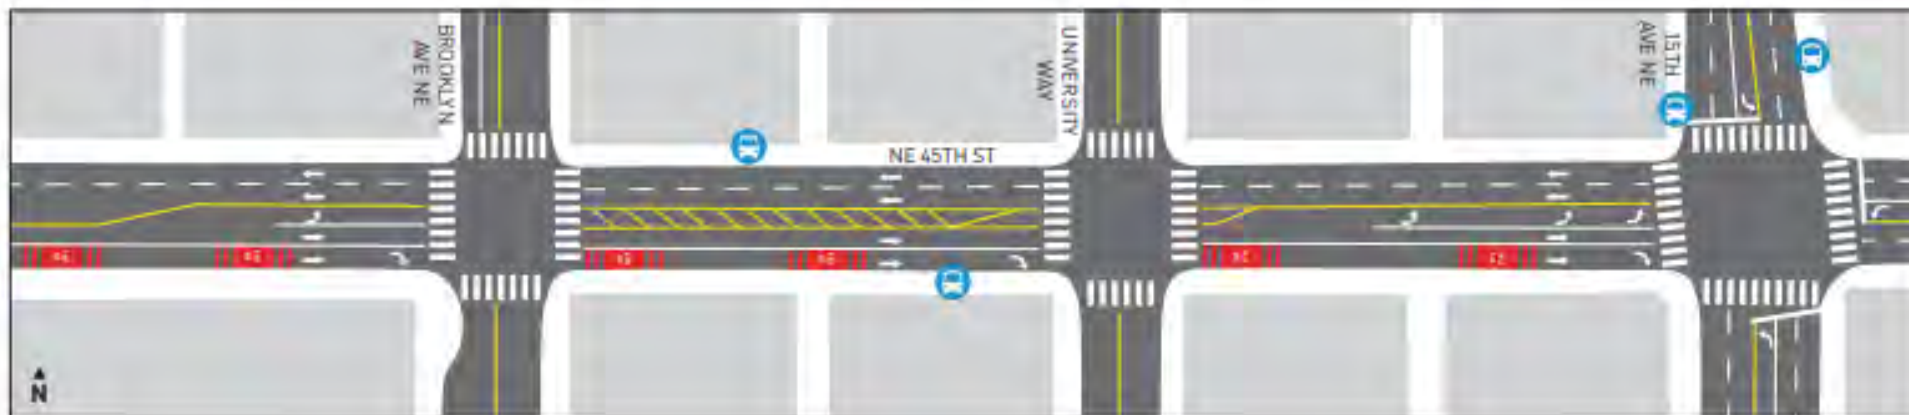 BROOKLYN
AVE NE
UNIVERSITY
WAY
15TH
AVE NE
NE 45TH ST
N